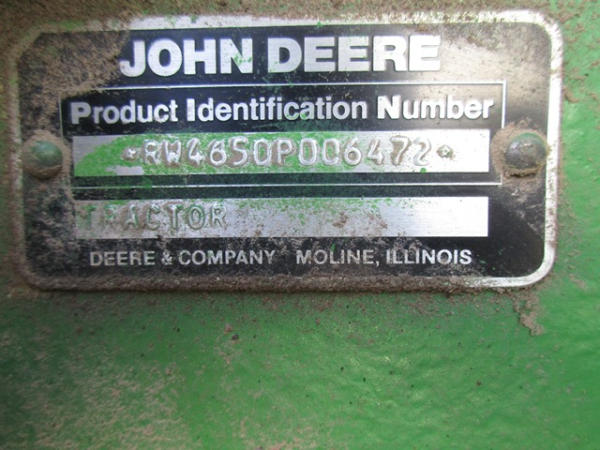 JOHN DEERE
Product Identification Number
*RW4650P006472*
TRACTOR
DEERE & COMPANY MOLINE, ILLINOIS